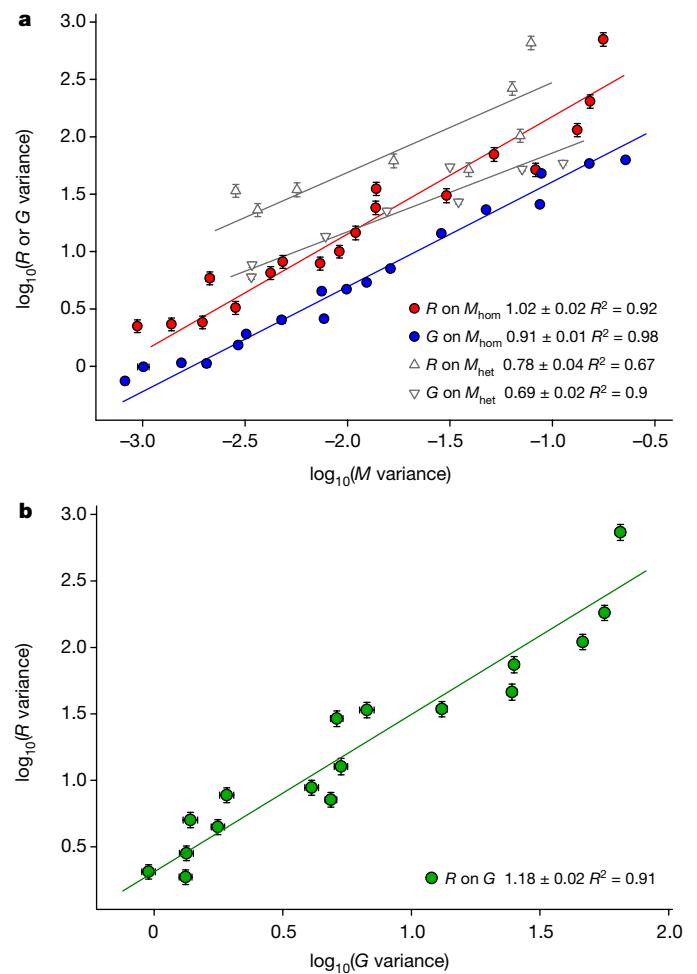 a
3.0
2.5
2.0
1.5
1.0
0.5
0
log10(R or G variance)
R on Mhom 1.02 ± 0.02 R² = 0.92
G on Mhom 0.91 ± 0.01 R² = 0.98
R on Mhet 0.78 ± 0.04 R² = 0.67
G on Mhet 0.69 ± 0.02 R² = 0.9
−3.0 −2.5 −2.0 −1.5 −1.0 −0.5
log10(M variance)
b
3.0
2.5
2.0
1.5
1.0
0.5
log10(R variance)
R on G 1.18 ± 0.02 R² = 0.91
0 0.5 1.0 1.5 2.0
log10(G variance)